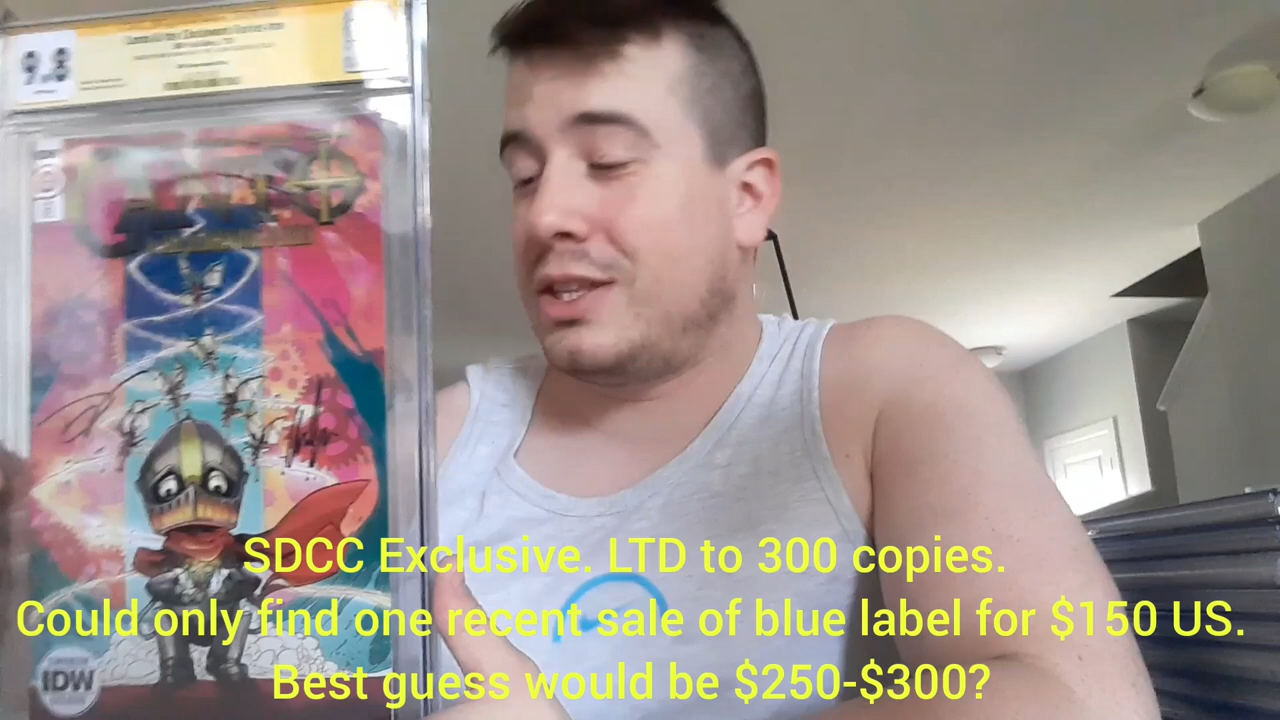 9.8
SDCC Exclusive. LTD to 300 copies.
Could only find one recent sale of blue label for $150 US.
Best guess would be $250-$300?
IDW